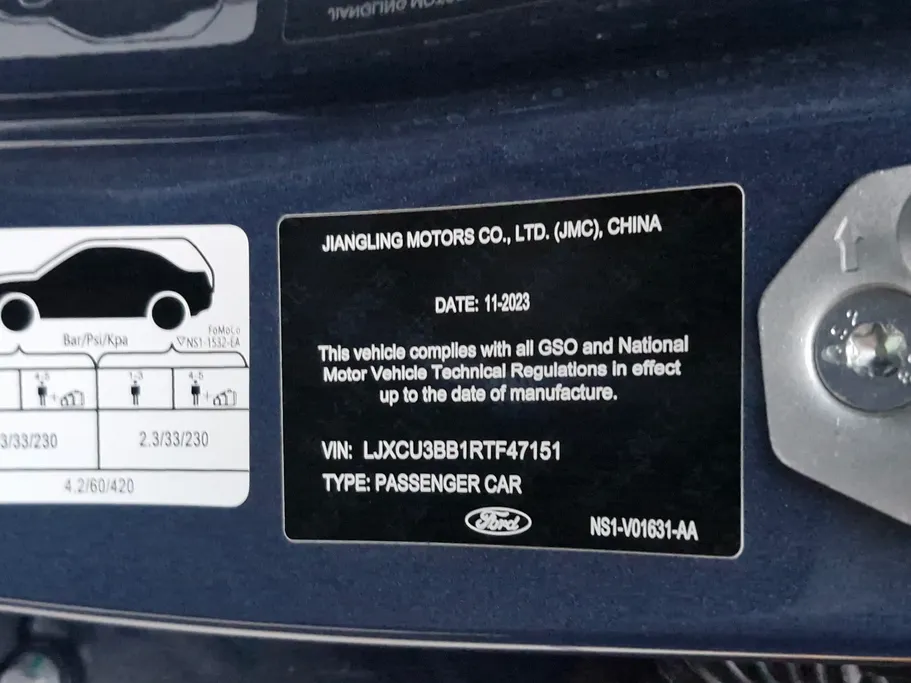 JIANGLING MOTORS CO., LTD. (JMC), CHINA
DATE: 11-2023
This vehicle complies with all GSO and National
Motor Vehicle Technical Regulations in effect
up to the date of manufacture.
VIN: LJXCU3BB1RTF47151
TYPE: PASSENGER CAR
Ford
NS1-V01631-AA
FoMoCo
Bar/Psi/Kpa
▽NS1-1532-EA
4-5
1-3
4-5
3/33/230
2.3/33/230
4.2/60/420